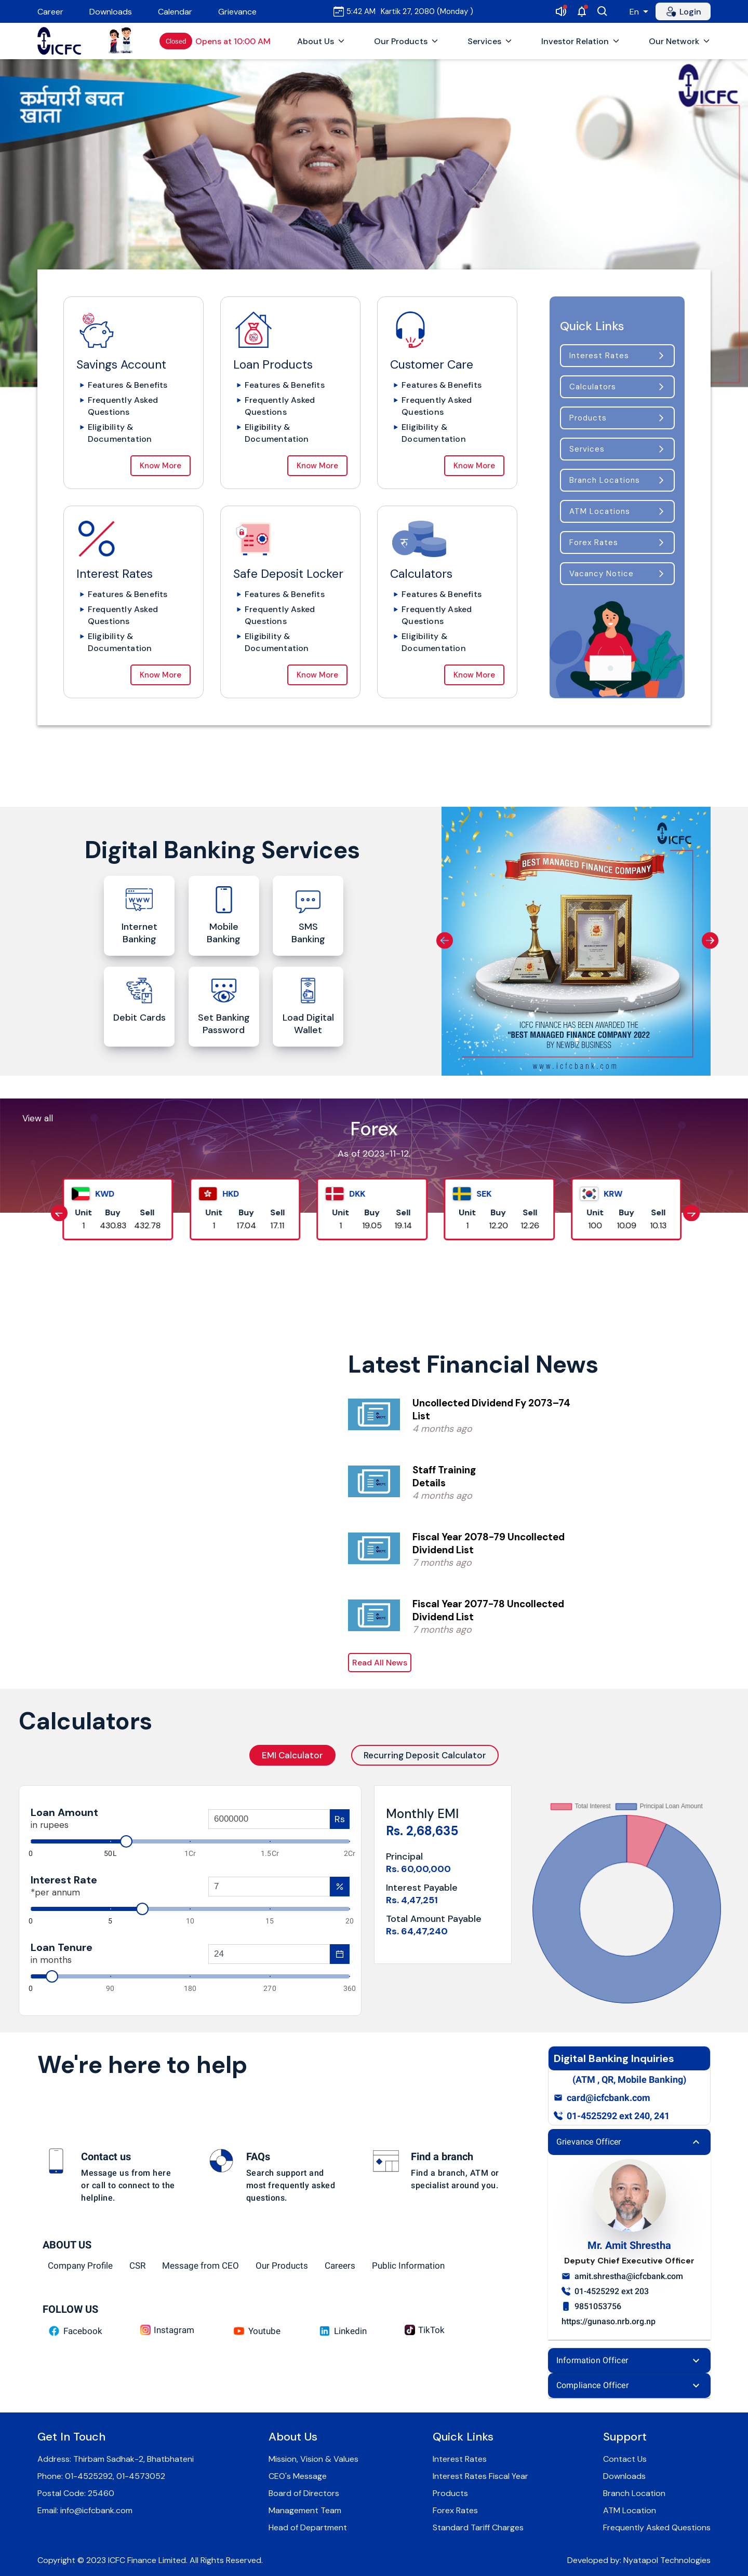 Career Downloads Calendar Grievance 5:42 AM Kartik 27, 2080 (Monday ) En Login
ICFC Closed Opens at 10:00 AM About Us Our Products Services Investor Relation Our Network
कर्मचारी बचत
खाता
ICFC
Savings Account
Features & Benefits
Frequently Asked
Questions
Eligibility &
Documentation
Know More
Loan Products
Features & Benefits
Frequently Asked
Questions
Eligibility &
Documentation
Know More
Customer Care
Features & Benefits
Frequently Asked
Questions
Eligibility &
Documentation
Know More
Interest Rates
Features & Benefits
Frequently Asked
Questions
Eligibility &
Documentation
Know More
Safe Deposit Locker
Features & Benefits
Frequently Asked
Questions
Eligibility &
Documentation
Know More
रु
Calculators
Features & Benefits
Frequently Asked
Questions
Eligibility &
Documentation
Know More
Quick Links
Interest Rates
Calculators
Products
Services
Branch Locations
ATM Locations
Forex Rates
Vacancy Notice
Digital Banking Services
WWW
Internet
Banking
Mobile
Banking
SMS
Banking
Debit Cards
Set Banking
Password
Load Digital
Wallet
ICFC
BEST MANAGED FINANCE COMPANY
ICFC FINANCE HAS BEEN AWARDED THE
"BEST MANAGED FINANCE COMPANY 2022
BY NEWBIZ BUSINESS
www.icfcbank.com
View all
Forex
As of 2023-11-12.
KWD
Unit Buy Sell
1 430.83 432.78
HKD
Unit Buy Sell
1 17.04 17.11
DKK
Unit Buy Sell
1 19.05 19.14
SEK
Unit Buy Sell
1 12.20 12.26
KRW
Unit Buy Sell
100 10.09 10.13
Latest Financial News
Uncollected Dividend Fy 2073–74
List
4 months ago
Staff Training
Details
4 months ago
Fiscal Year 2078-79 Uncollected
Dividend List
7 months ago
Fiscal Year 2077-78 Uncollected
Dividend List
7 months ago
Read All News
Calculators
EMI Calculator Recurring Deposit Calculator
Loan Amount
in rupees
6000000 Rs
0 50L 1Cr 1.5Cr 2Cr
Interest Rate
*per annum
7 %
0 5 10 15 20
Loan Tenure
in months
24
0 90 180 270 360
Monthly EMI
Rs. 2,68,635
Principal
Rs. 60,00,000
Interest Payable
Rs. 4,47,251
Total Amount Payable
Rs. 64,47,240
Total Interest Principal Loan Amount
We're here to help
Contact us
Message us from here
or call to connect to the
helpline.
FAQs
Search support and
most frequently asked
questions.
Find a branch
Find a branch, ATM or
specialist around you.
ABOUT US
Company Profile CSR Message from CEO Our Products Careers Public Information
FOLLOW US
Facebook Instagram Youtube Linkedin TikTok
Digital Banking Inquiries
(ATM , QR, Mobile Banking)
card@icfcbank.com
01-4525292 ext 240, 241
Grievance Officer
Mr. Amit Shrestha
Deputy Chief Executive Officer
amit.shrestha@icfcbank.com
01-4525292 ext 203
9851053756
https://gunaso.nrb.org.np
Information Officer
Compliance Officer
Get In Touch
Address: Thirbam Sadhak-2, Bhatbhateni
Phone: 01-4525292, 01-4573052
Postal Code: 25460
Email: info@icfcbank.com
About Us
Mission, Vision & Values
CEO's Message
Board of Directors
Management Team
Head of Department
Quick Links
Interest Rates
Interest Rates Fiscal Year
Products
Forex Rates
Standard Tariff Charges
Support
Contact Us
Downloads
Branch Location
ATM Location
Frequently Asked Questions
Copyright © 2023 ICFC Finance Limited. All Rights Reserved. Developed by: Nyatapol Technologies